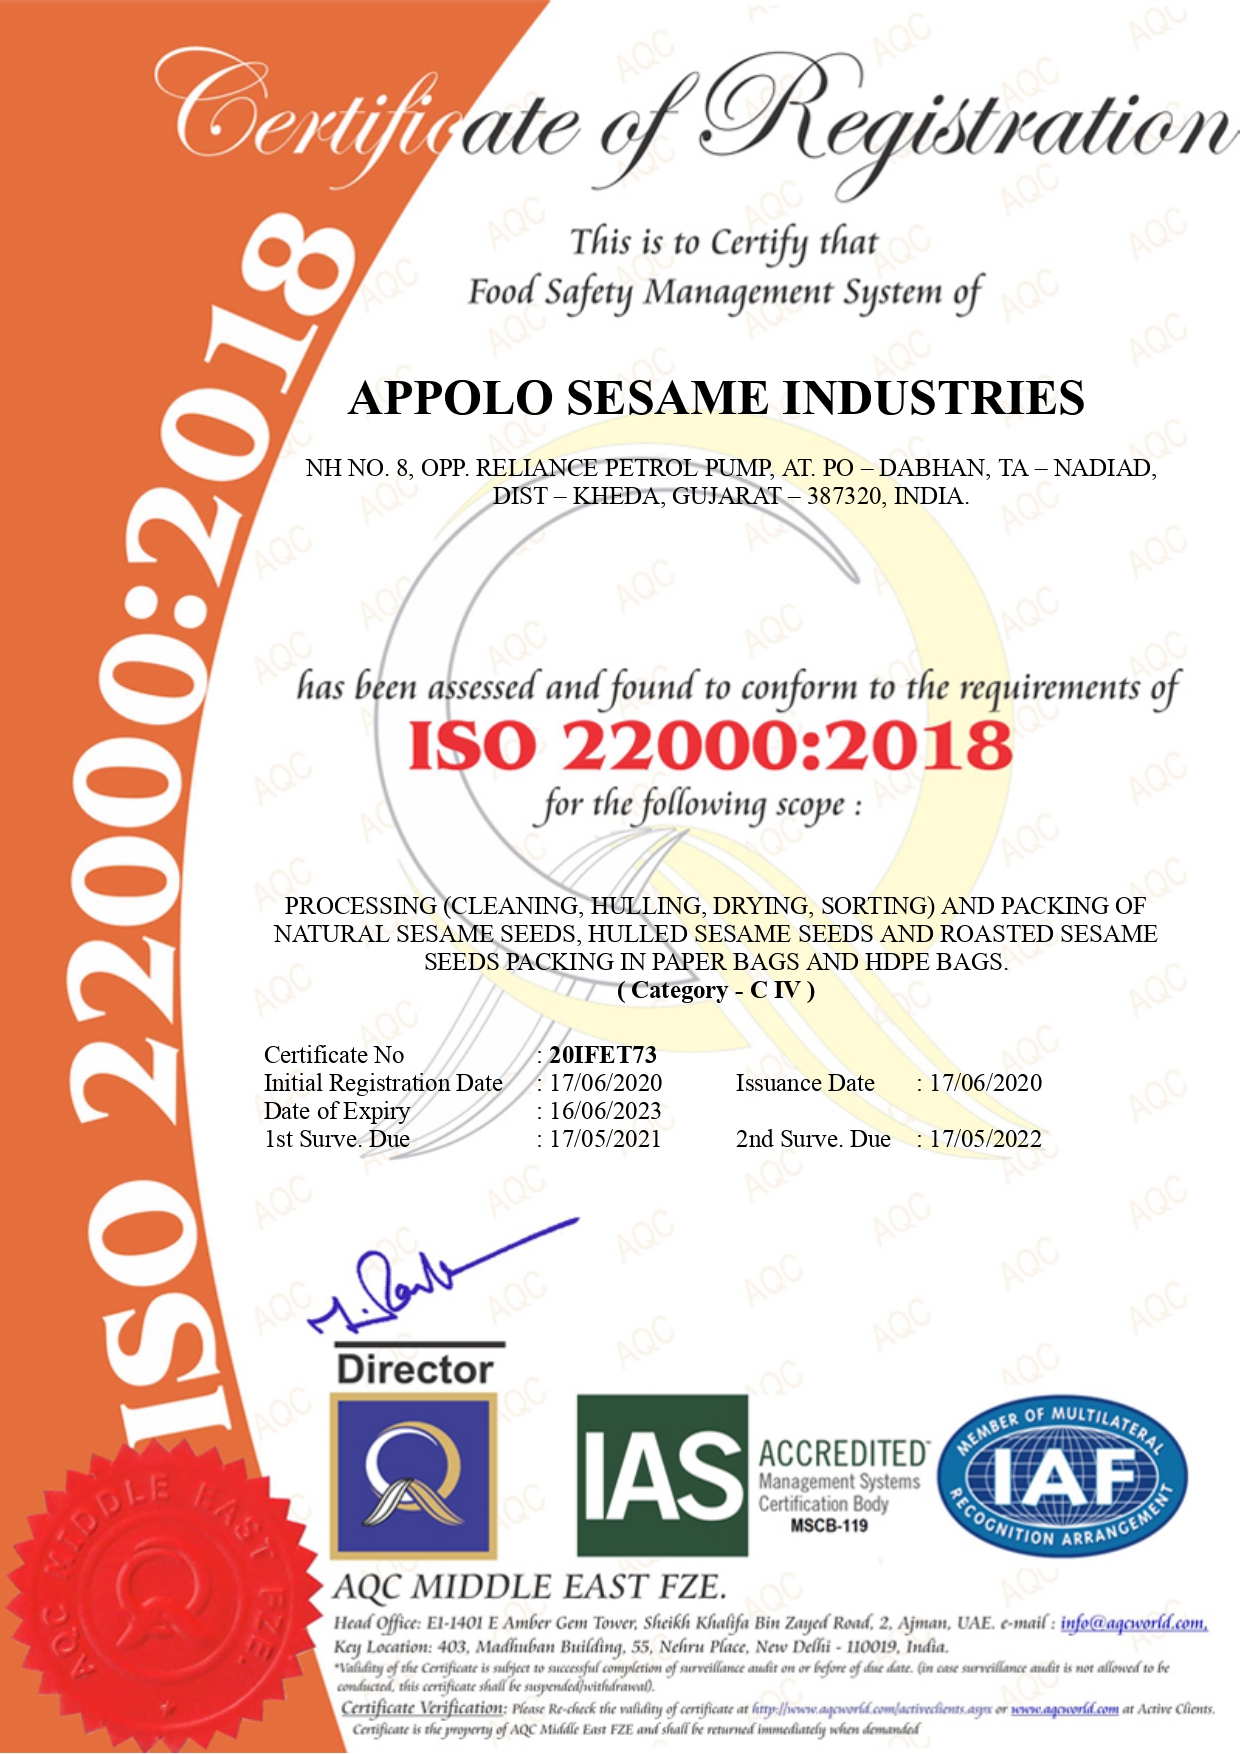 Certificate of Registration
ISO 22000:2018
This is to Certify that
Food Safety Management System of
APPOLO SESAME INDUSTRIES
NH NO. 8, OPP. RELIANCE PETROL PUMP, AT. PO – DABHAN, TA – NADIAD,
DIST – KHEDA, GUJARAT – 387320, INDIA.
has been assessed and found to conform to the requirements of
ISO 22000:2018
for the following scope :
PROCESSING (CLEANING, HULLING, DRYING, SORTING) AND PACKING OF
NATURAL SESAME SEEDS, HULLED SESAME SEEDS AND ROASTED SESAME
SEEDS PACKING IN PAPER BAGS AND HDPE BAGS.
( Category - C IV )
Certificate No : 20IFET73
Initial Registration Date : 17/06/2020 Issuance Date : 17/06/2020
Date of Expiry : 16/06/2023
1st Surve. Due : 17/05/2021 2nd Surve. Due : 17/05/2022
Director
IAS ACCREDITED™
Management Systems
Certification Body
MSCB-119
MEMBER OF MULTILATERAL
IAF
RECOGNITION ARRANGEMENT
AQC MIDDLE EAST FZE.
AQC MIDDLE EAST FZE.
Head Office: E1-1401 E Amber Gem Tower, Sheikh Khalifa Bin Zayed Road, 2, Ajman, UAE. e-mail : info@aqcworld.com,
Key Location: 403, Madhuban Building, 55, Nehru Place, New Delhi - 110019, India.
*Validity of the Certificate is subject to successful completion of surveillance audit on or before of due date. (in case surveillance audit is not allowed to be
conducted, this certificate shall be suspended/withdrawal).
Certificate Verification: Please Re-check the validity of certificate at http://www.aqcworld.com/activeclients.aspx or www.aqcworld.com at Active Clients.
Certificate is the property of AQC Middle East FZE and shall be returned immediately when demanded